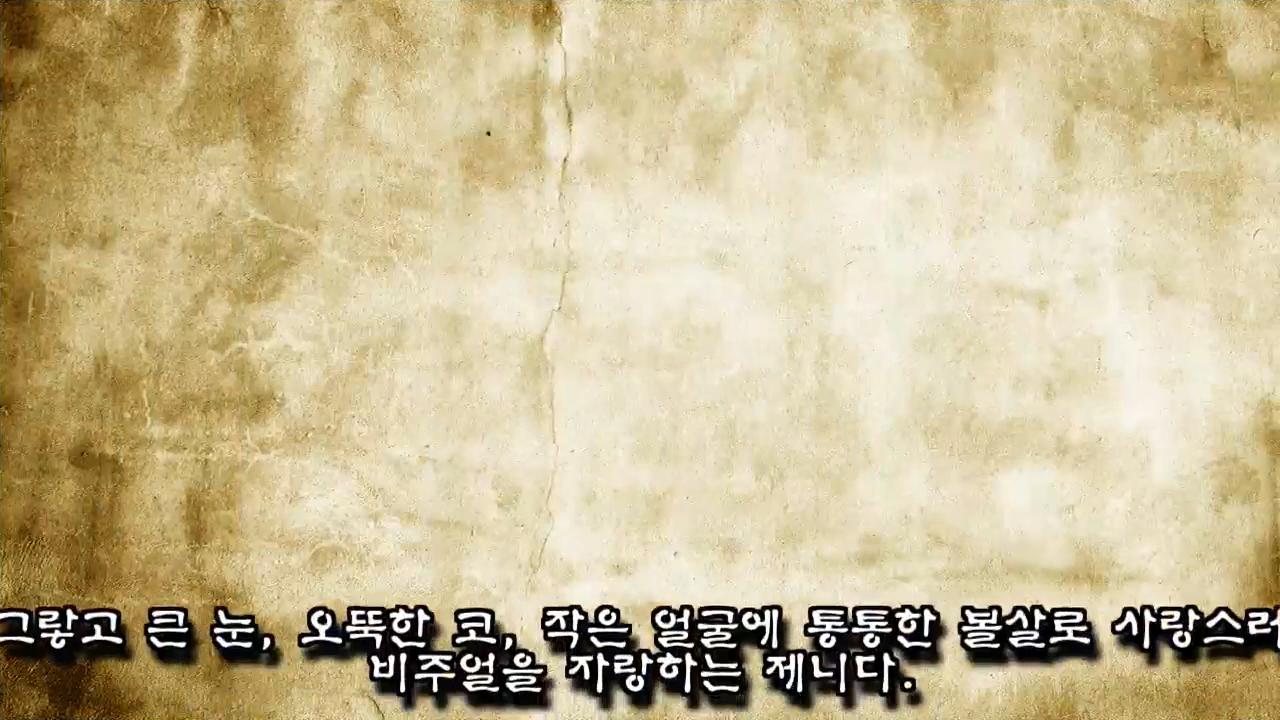 그랗고 큰 눈, 오뚝한 코, 작은 얼굴에 통통한 볼살로 사랑스러
비주얼을 자랑하는 제니다.